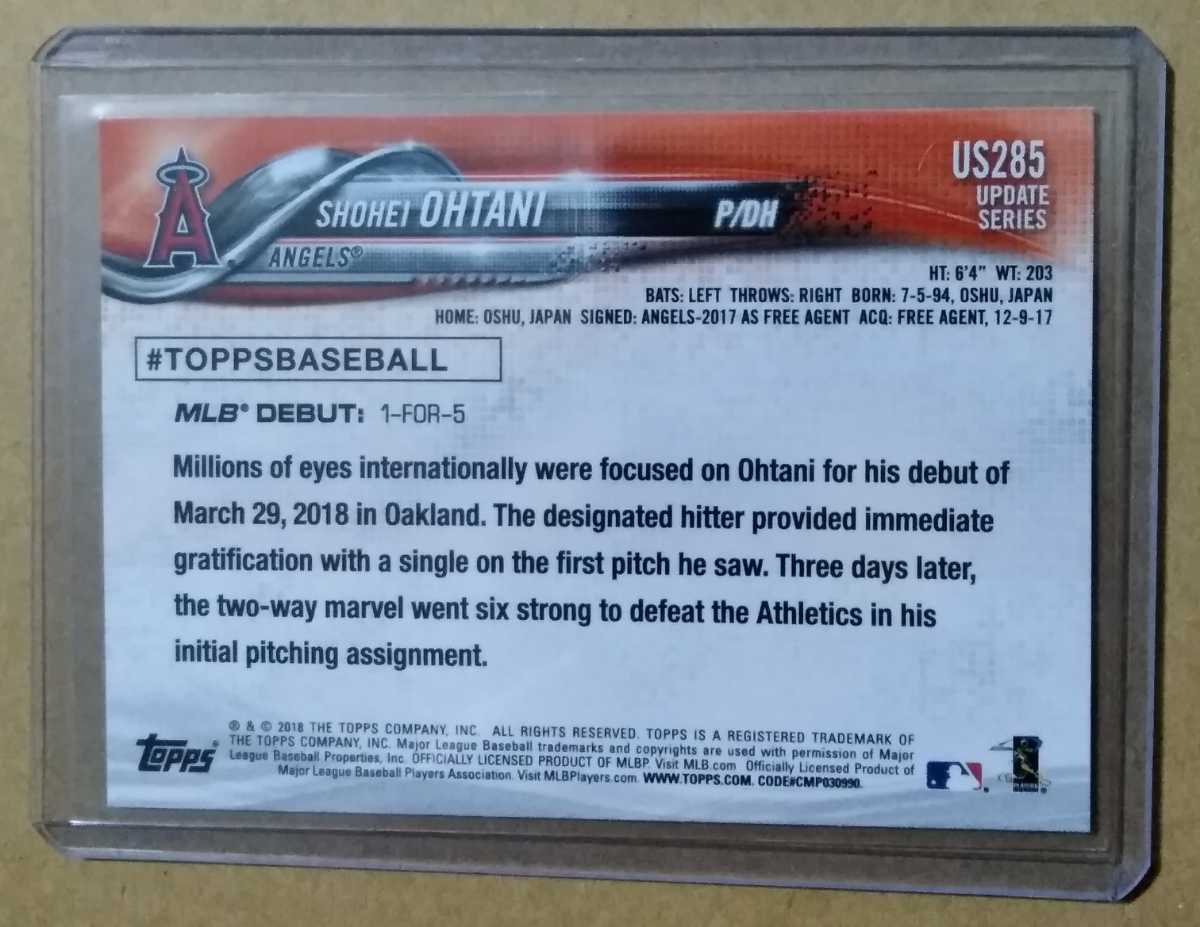 US285
UPDATE
SERIES
A
SHOHEI OHTANI P/DH
ANGELS®
HT: 6'4" WT: 203
BATS: LEFT THROWS: RIGHT BORN: 7-5-94, OSHU, JAPAN
HOME: OSHU, JAPAN SIGNED: ANGELS-2017 AS FREE AGENT ACQ: FREE AGENT, 12-9-17
#TOPPSBASEBALL
MLB® DEBUT: 1-FOR-5
Millions of eyes internationally were focused on Ohtani for his debut of
March 29, 2018 in Oakland. The designated hitter provided immediate
gratification with a single on the first pitch he saw. Three days later,
the two-way marvel went six strong to defeat the Athletics in his
initial pitching assignment.
topps®
® & © 2018 THE TOPPS COMPANY, INC. ALL RIGHTS RESERVED. TOPPS IS A REGISTERED TRADEMARK OF
THE TOPPS COMPANY, INC. Major League Baseball trademarks and copyrights are used with permission of Major
League Baseball Properties, Inc. OFFICIALLY LICENSED PRODUCT OF MLBP. Visit MLB.com Officially Licensed Product of
Major League Baseball Players Association. Visit MLBPlayers.com. WWW.TOPPS.COM. CODE#CMP030990.